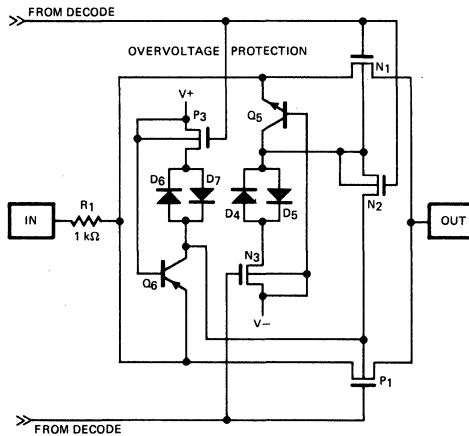 FROM DECODE
OVERVOLTAGE PROTECTION
N1
V+
P3
Q5
D6
D7
D4
D5
N2
R1
IN
OUT
1 kΩ
N3
Q6
V−
P1
FROM DECODE